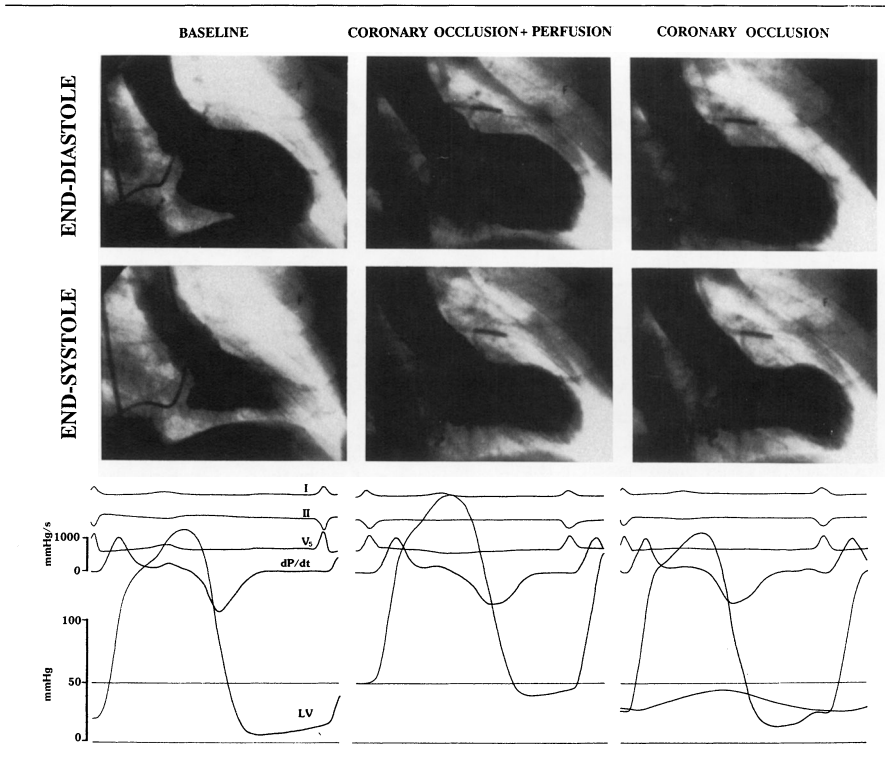 BASELINE
CORONARY OCCLUSION + PERFUSION
CORONARY OCCLUSION
END-DIASTOLE
END-SYSTOLE
I
II
V5
dP/dt
mmHg/s
1000
0
100
50
0
mmHg
LV